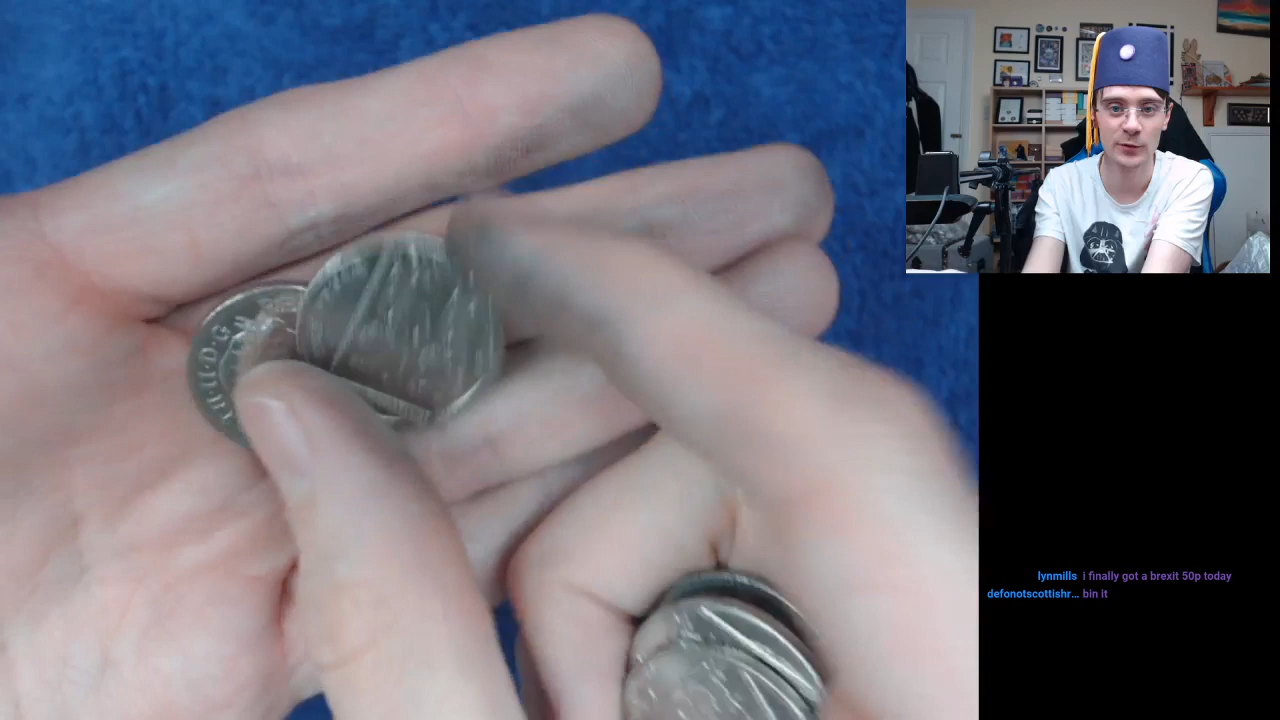 lynmills i finally got a brexit 50p today
defonotscottishr... bin it